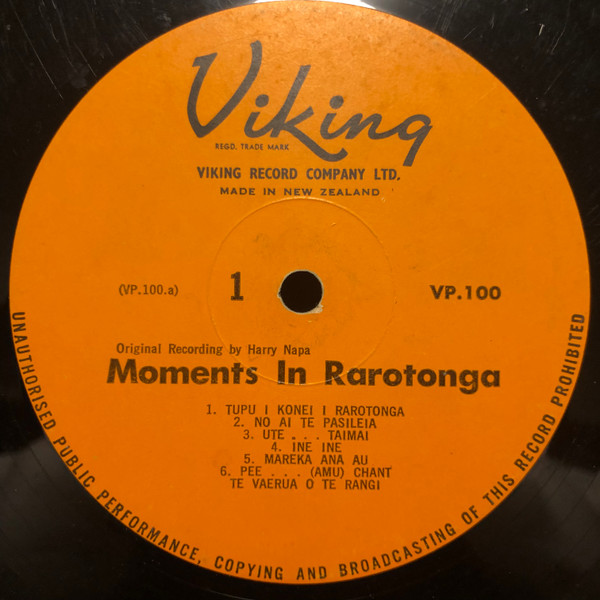 Viking
REGD. TRADE MARK
VIKING RECORD COMPANY LTD.
MADE IN NEW ZEALAND
(VP.100.a) 1 VP.100
Original Recording by Harry Napa
Moments In Rarotonga
1. TUPU I KONEI I RAROTONGA
2. NO AI TE PASILEIA
3. UTE . . . TAIMAI
4. INE INE
5. MAREKA ANA AU
6. PEE . . . (AMU) CHANT
TE VAERUA O TE RANGI
UNAUTHORISED PUBLIC PERFORMANCE, COPYING AND BROADCASTING OF THIS RECORD PROHIBITED